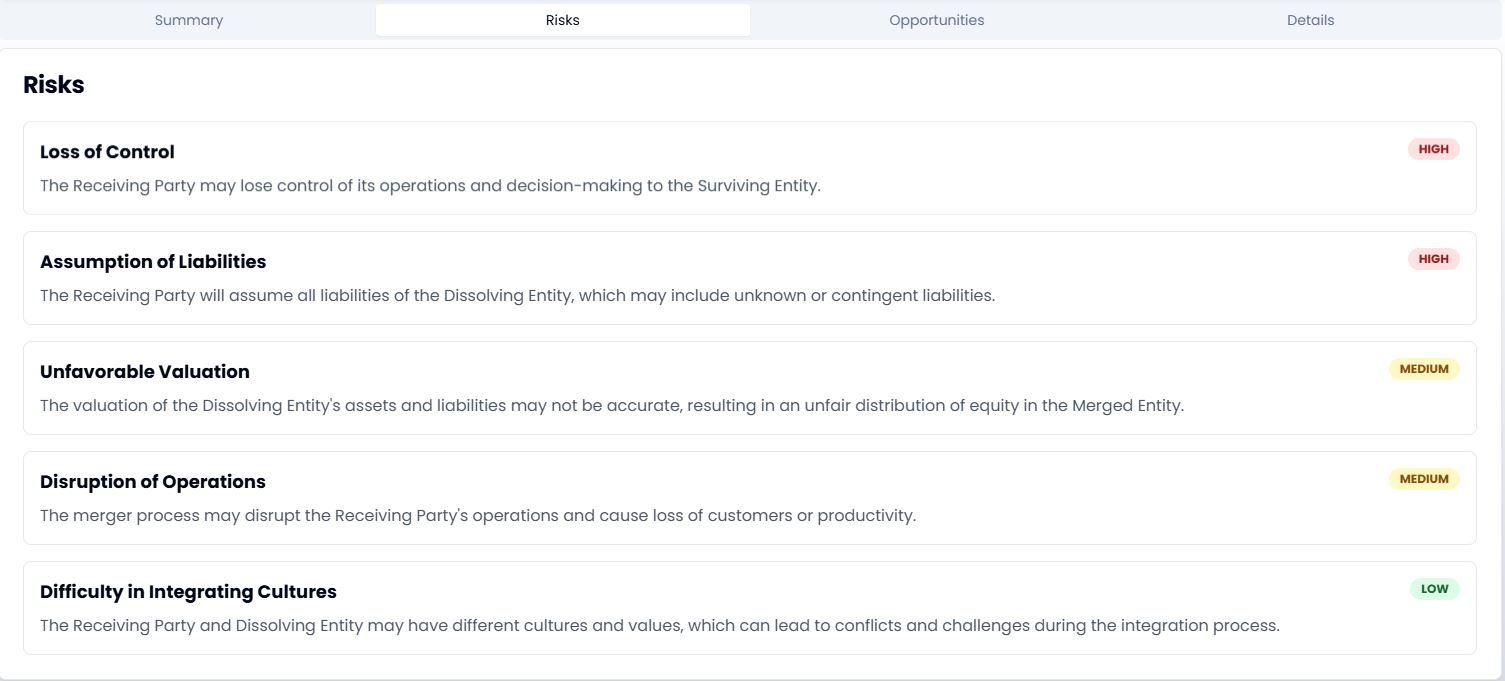 Summary
Risks
Opportunities
Details
Risks
Loss of Control
HIGH
The Receiving Party may lose control of its operations and decision-making to the Surviving Entity.
Assumption of Liabilities
HIGH
The Receiving Party will assume all liabilities of the Dissolving Entity, which may include unknown or contingent liabilities.
Unfavorable Valuation
MEDIUM
The valuation of the Dissolving Entity's assets and liabilities may not be accurate, resulting in an unfair distribution of equity in the Merged Entity.
Disruption of Operations
MEDIUM
The merger process may disrupt the Receiving Party's operations and cause loss of customers or productivity.
Difficulty in Integrating Cultures
LOW
The Receiving Party and Dissolving Entity may have different cultures and values, which can lead to conflicts and challenges during the integration process.